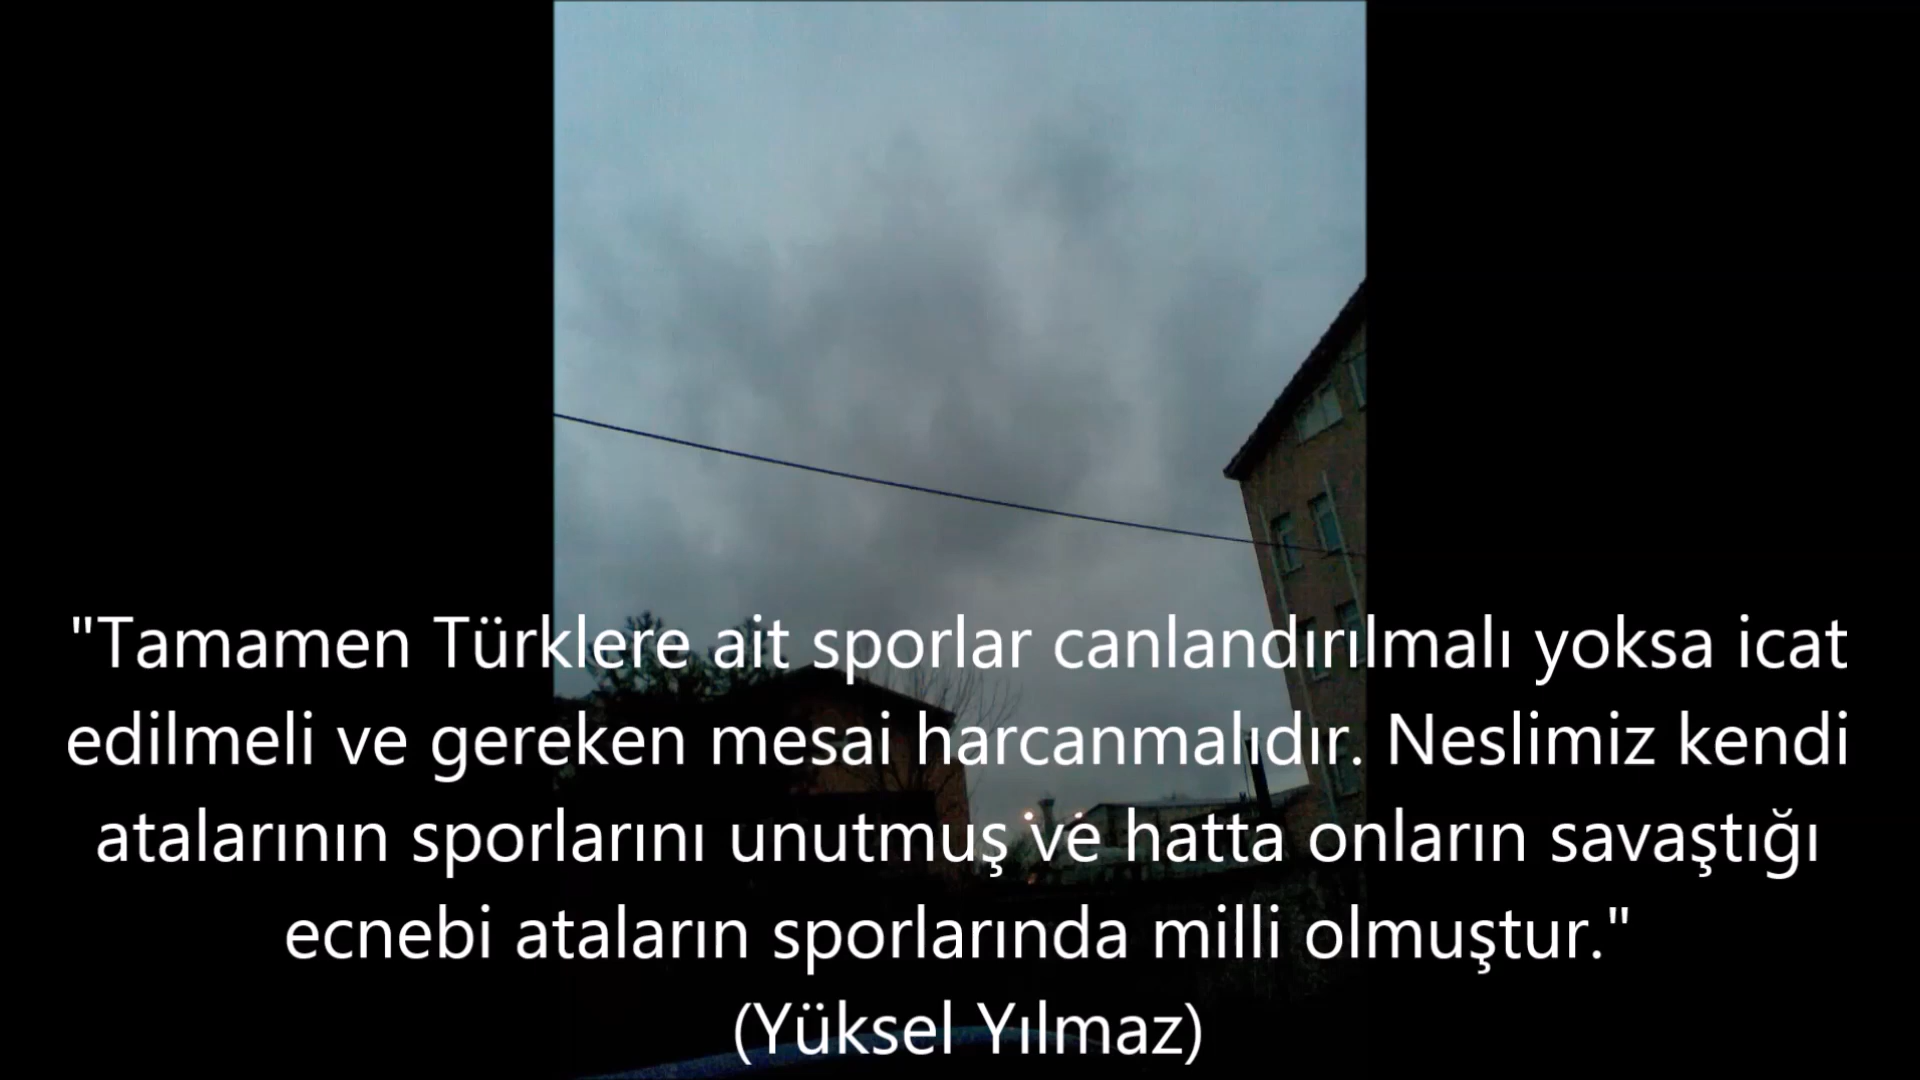 "Tamamen Türklere ait sporlar canlandırılmalı yoksa icat
edilmeli ve gereken mesai harcanmalıdır. Neslimiz kendi
atalarının sporlarını unutmuş ve hatta onların savaştığı
ecnebi ataların sporlarında milli olmuştur."
(Yüksel Yılmaz)